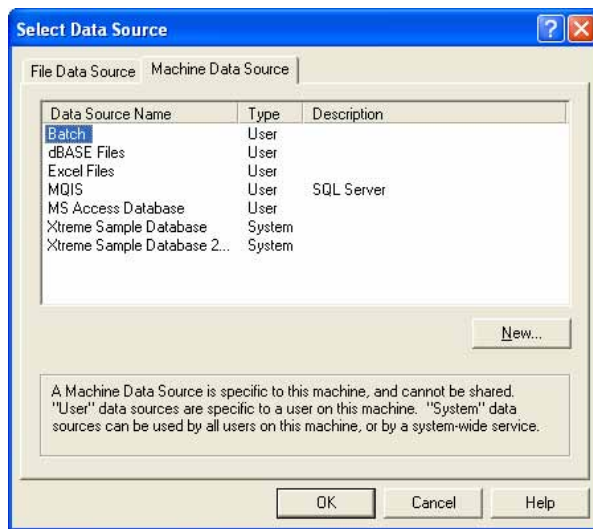 Select Data Source
File Data Source Machine Data Source
Data Source Name Type Description
Batch User
dBASE Files User
Excel Files User
MQIS User SQL Server
MS Access Database User
Xtreme Sample Database System
Xtreme Sample Database 2... System
New...
A Machine Data Source is specific to this machine, and cannot be shared.
"User" data sources are specific to a user on this machine. "System" data
sources can be used by all users on this machine, or by a system-wide service.
OK Cancel Help